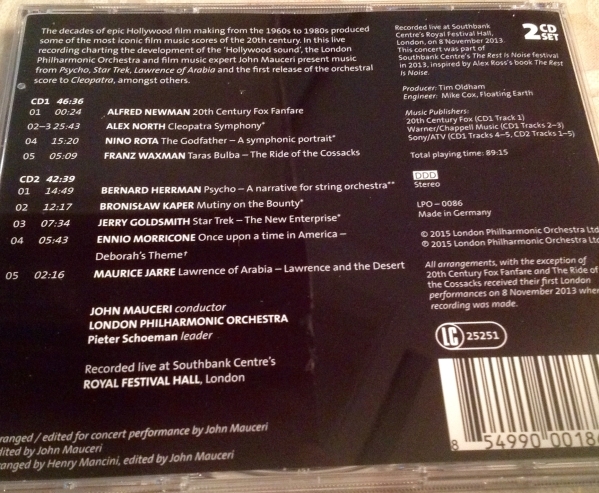 The decades of epic Hollywood film making from the 1960s to 1980s produced
some of the most iconic film music scores of the 20th century. In this live
recording charting the development of the 'Hollywood sound', the London
Philharmonic Orchestra and film music expert John Mauceri present music
from Psycho, Star Trek, Lawrence of Arabia and the first release of the orchestral
score to Cleopatra, amongst others.
CD1 46:36
01 00:24 ALFRED NEWMAN 20th Century Fox Fanfare
02–3 25:43 ALEX NORTH Cleopatra Symphony*
04 15:20 NINO ROTA The Godfather – A symphonic portrait*
05 05:09 FRANZ WAXMAN Taras Bulba – The Ride of the Cossacks
CD2 42:39
01 14:49 BERNARD HERRMAN Psycho – A narrative for string orchestra**
02 12:17 BRONISŁAW KAPER Mutiny on the Bounty*
03 07:34 JERRY GOLDSMITH Star Trek – The New Enterprise*
04 05:43 ENNIO MORRICONE Once upon a time in America –
Deborah's Theme†
05 02:16 MAURICE JARRE Lawrence of Arabia – Lawrence and the Desert
JOHN MAUCERI conductor
LONDON PHILHARMONIC ORCHESTRA
Pieter Schoeman leader
Recorded live at Southbank Centre's
ROYAL FESTIVAL HALL, London
ranged / edited for concert performance by John Mauceri
dited by John Mauceri
anged by Henry Mancini, edited by John Mauceri
Recorded live at Southbank
Centre's Royal Festival Hall,
London, on 8 November 2013.
This concert was part of
Southbank Centre's The Rest Is Noise festival
in 2013, inspired by Alex Ross's book The Rest
Is Noise.
2 CD
SET
Producer: Tim Oldham
Engineer: Mike Cox, Floating Earth
Music Publishers:
20th Century Fox (CD1 Track 1)
Warner/Chappell Music (CD1 Tracks 2–3)
Sony/ATV (CD1 Tracks 4–5, CD2 Tracks 1–5)
Total playing time: 89:15
DDD
Stereo
LPO – 0086
Made in Germany
© 2015 London Philharmonic Orchestra Ltd
℗ 2015 London Philharmonic Orchestra Ltd
All arrangements, with the exception of
20th Century Fox Fanfare and The Ride of
the Cossacks received their first London
performances on 8 November 2013 when
recording was made.
LC 25251
8 54990 00186